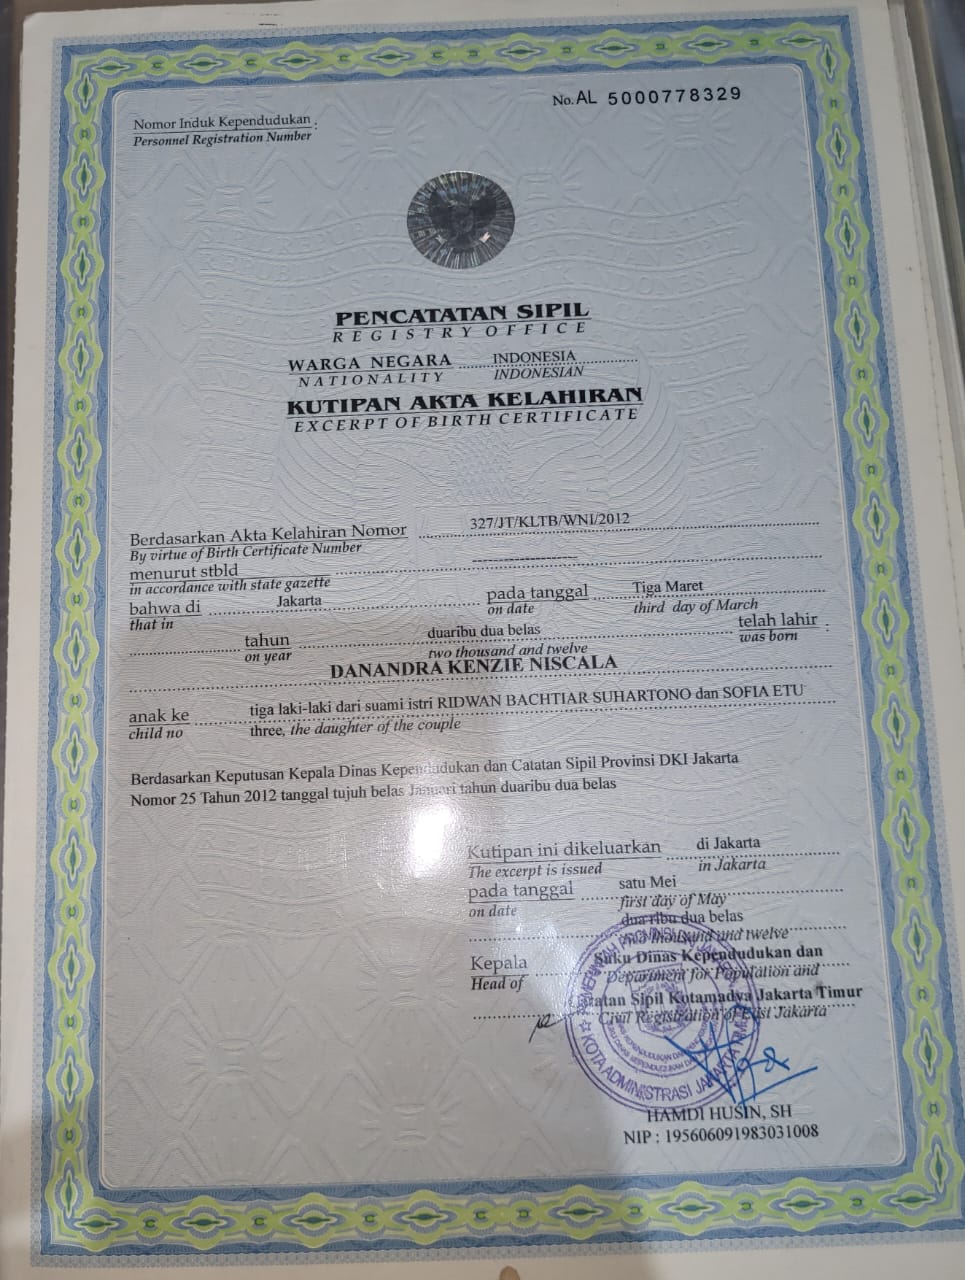 No. AL 5000778329
Nomor Induk Kependudukan :
Personnel Registration Number
PENCATATAN SIPIL
REGISTRY OFFICE
WARGA NEGARA INDONESIA
NATIONALITY INDONESIAN
KUTIPAN AKTA KELAHIRAN
EXCERPT OF BIRTH CERTIFICATE
Berdasarkan Akta Kelahiran Nomor 327/JT/KLTB/WNI/2012
By virtue of Birth Certificate Number
menurut stbld --------------------
in accordance with state gazette
bahwa di Jakarta pada tanggal Tiga Maret
that in on date third day of March
tahun duaribu dua belas telah lahir :
on year two thousand and twelve was born
DANANDRA KENZIE NISCALA
anak ke tiga laki-laki dari suami istri RIDWAN BACHTIAR SUHARTONO dan SOFIA ETU
child no three, the daughter of the couple
Berdasarkan Keputusan Kepala Dinas Kependudukan dan Catatan Sipil Provinsi DKI Jakarta
Nomor 25 Tahun 2012 tanggal tujuh belas Januari tahun duaribu dua belas
Kutipan ini dikeluarkan di Jakarta
The excerpt is issued in Jakarta
pada tanggal satu Mei
on date first day of May
dua ribu dua belas
two thousand and twelve
Kepala Suku Dinas Kependudukan dan
Head of Department for Population and
Catatan Sipil Kotamadya Jakarta Timur
Civil Registration of East Jakarta
KOTA ADMINISTRASI JAKARTA TIMUR
HAMDI HUSIN, SH
NIP : 195606091983031008